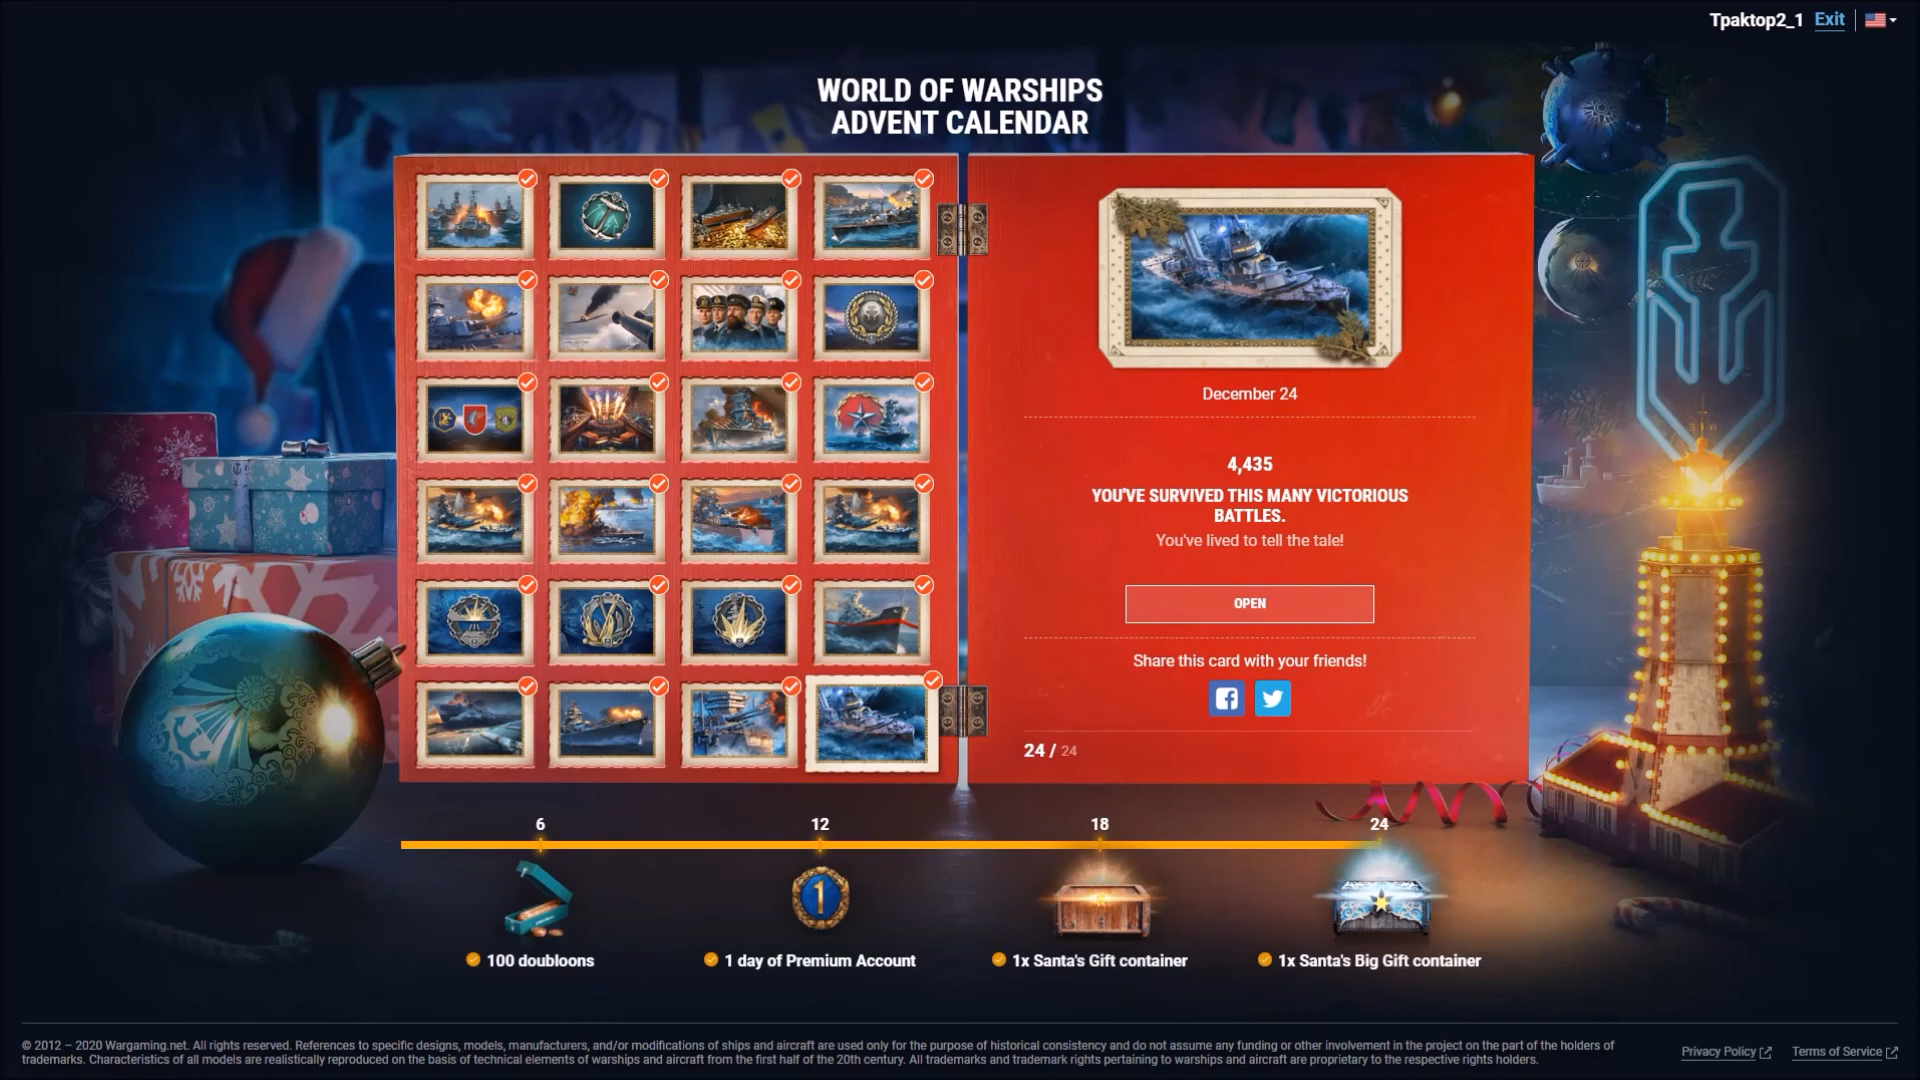 Tpaktop2_1 Exit
WORLD OF WARSHIPS
ADVENT CALENDAR
December 24
4,435
YOU'VE SURVIVED THIS MANY VICTORIOUS
BATTLES.
You've lived to tell the tale!
OPEN
Share this card with your friends!
24 / 24
6 12 18 24
1
100 doubloons 1 day of Premium Account 1x Santa's Gift container 1x Santa's Big Gift container
© 2012 – 2020 Wargaming.net. All rights reserved. References to specific designs, models, manufacturers, and/or modifications of ships and aircraft are used only for the purpose of historical consistency and do not assume any funding or other involvement in the project on the part of the holders of
trademarks. Characteristics of all models are realistically reproduced on the basis of technical elements of warships and aircraft from the first half of the 20th century. All trademarks and trademark rights pertaining to warships and aircraft are proprietary to the respective rights holders.
Privacy Policy Terms of Service